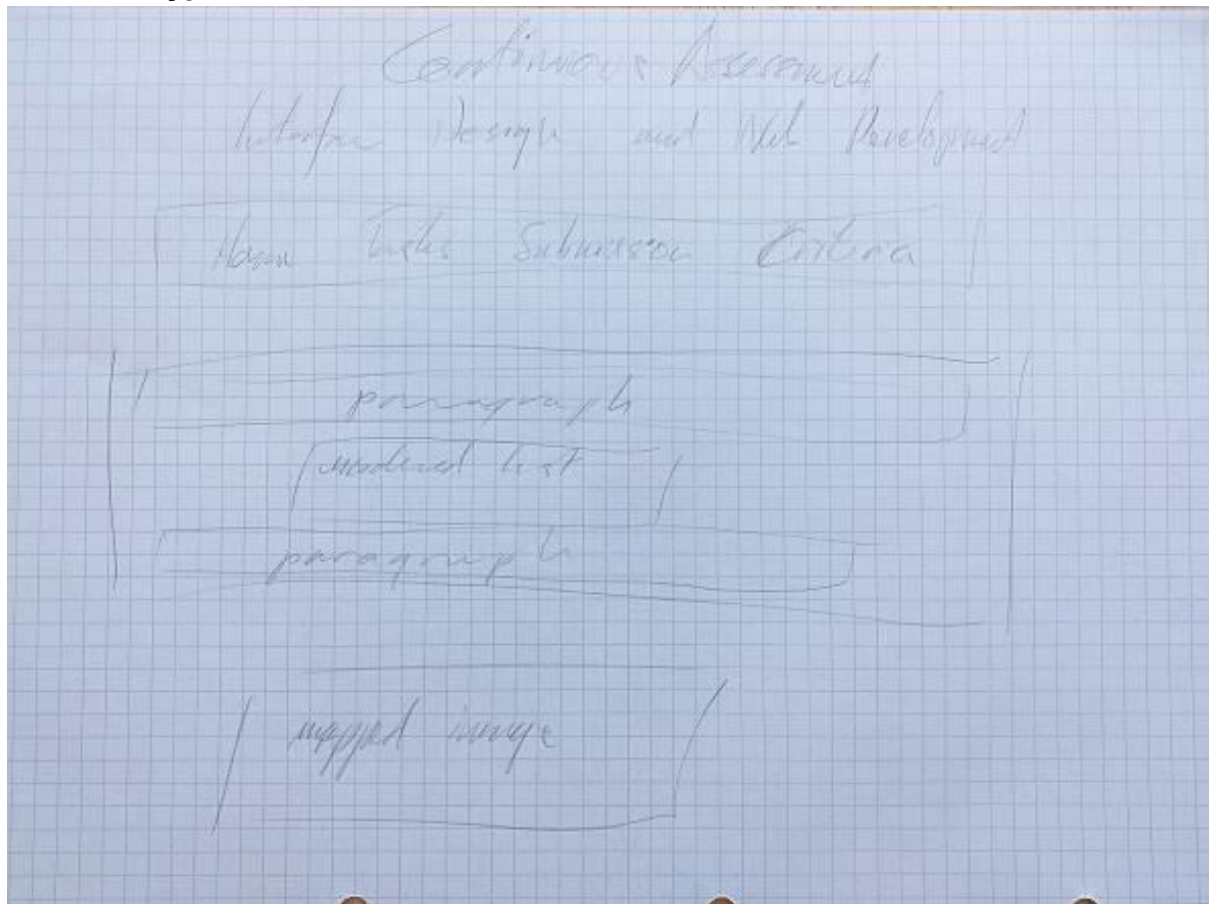 Continuous Assessment
Interface Design and Web Development
Home Tasks Submission Criteria
paragraph
unordered list
paragraph
mapped image